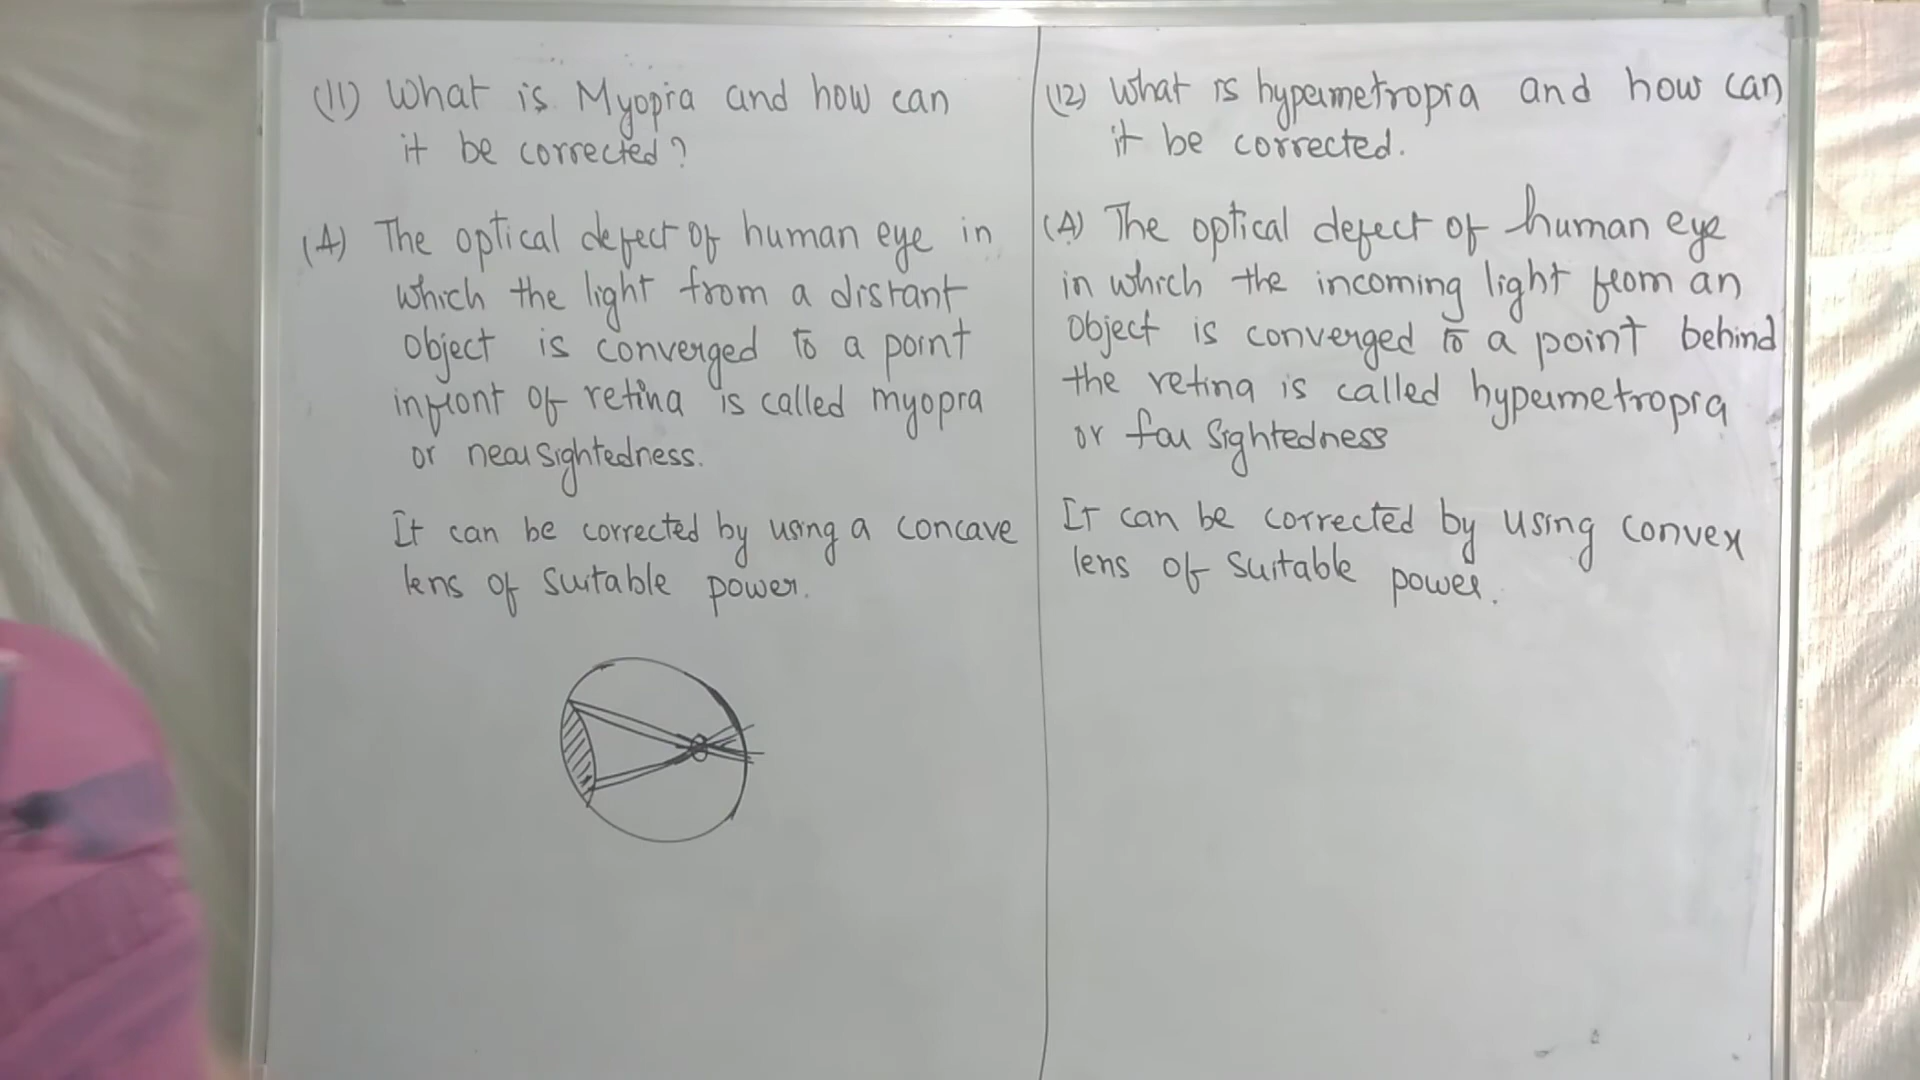 (11) What is Myopia and how can
it be corrected?
(A) The optical defect of human eye in
which the light from a distant
object is converged to a point
infront of retina is called myopia
or near sightedness.
It can be corrected by using a concave
lens of suitable power.
(12) What is hypermetropia and how can
it be corrected.
(A) The optical defect of human eye
in which the incoming light from an
object is converged to a point behind
the retina is called hypermetropia
or far sightedness
It can be corrected by using convex
lens of suitable power.